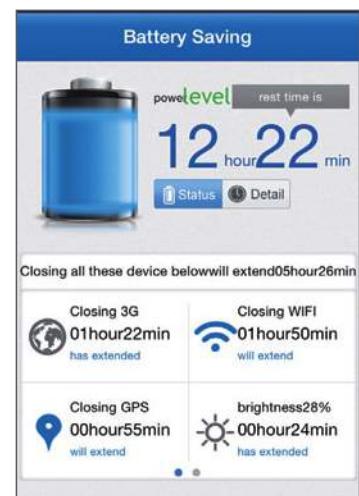 Battery Saving
powelevel rest time is
12 hour 22 min
Status Detail
Closing all these device belowwill extend05hour26min
Closing 3G
01hour22min
has extended
Closing WIFI
01hour50min
will extend
Closing GPS
00hour55min
will extend
brightness28%
00hour24min
has extended